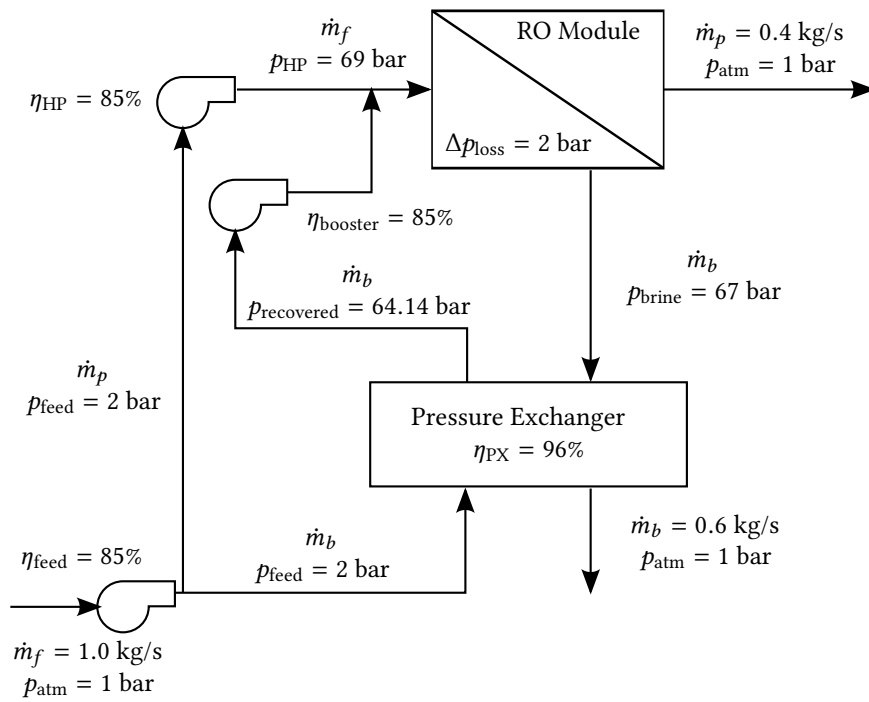 ṁ_f
p_HP = 69 bar
RO Module
Δp_loss = 2 bar
ṁ_p = 0.4 kg/s
p_atm = 1 bar
η_HP = 85%
η_booster = 85%
ṁ_b
p_recovered = 64.14 bar
ṁ_b
p_brine = 67 bar
ṁ_p
p_feed = 2 bar
Pressure Exchanger
η_PX = 96%
η_feed = 85%
ṁ_b
p_feed = 2 bar
ṁ_b = 0.6 kg/s
p_atm = 1 bar
ṁ_f = 1.0 kg/s
p_atm = 1 bar